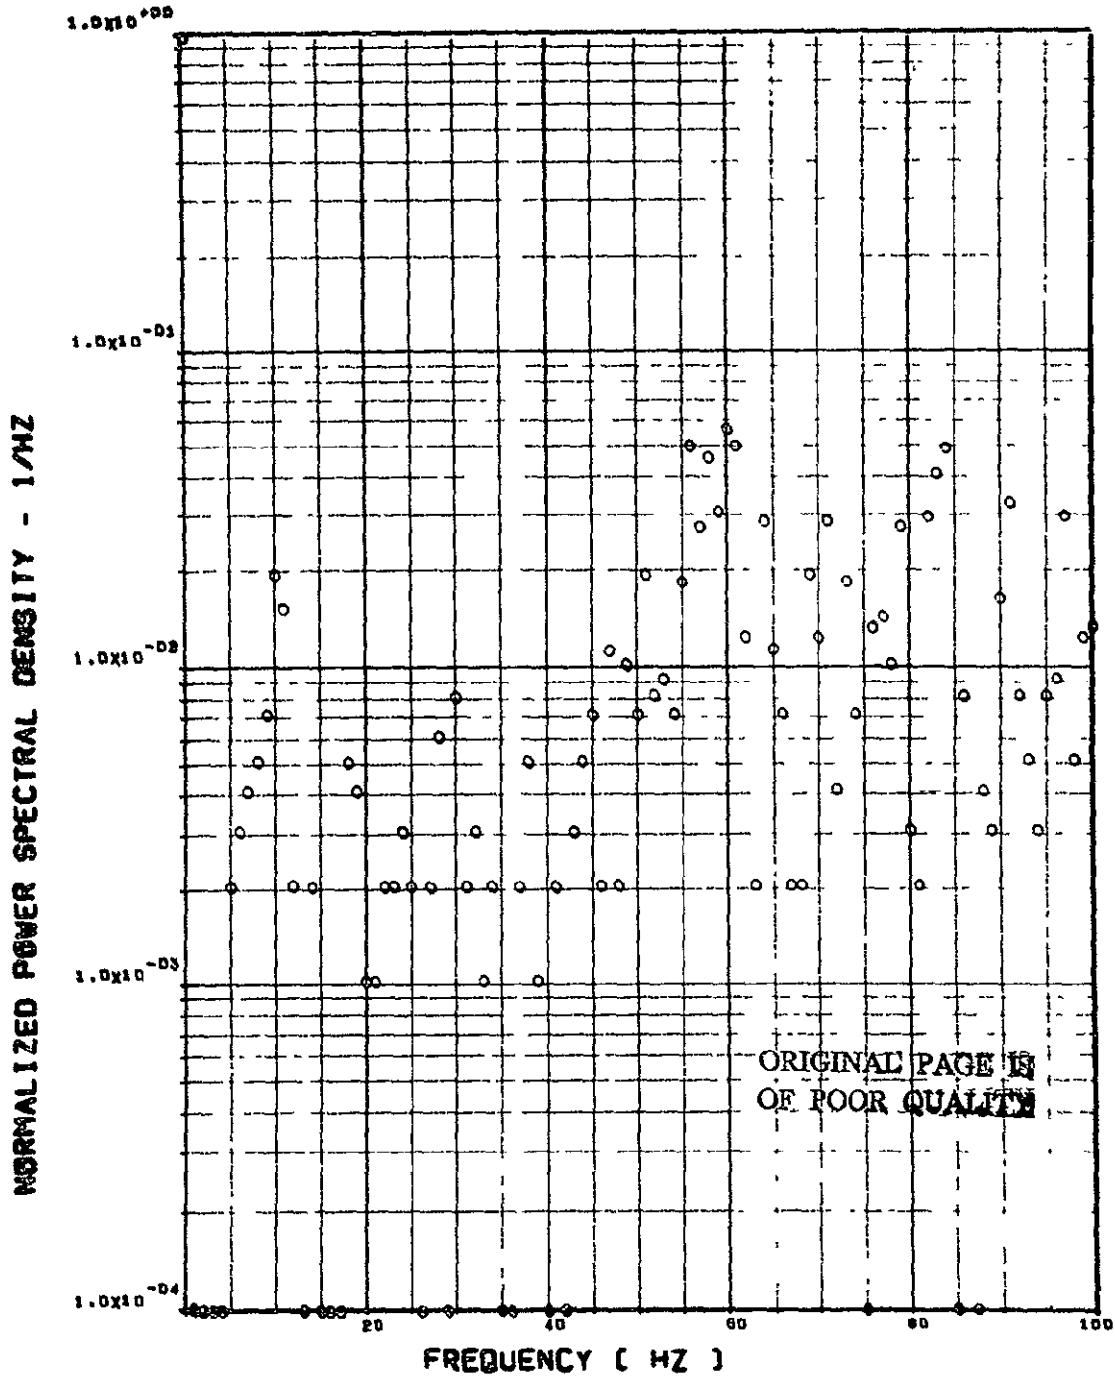 1.0X10+00
1.0X10-01
1.0X10-02
1.0X10-03
1.0X10-04
NORMALIZED POWER SPECTRAL DENSITY - 1/HZ
ORIGINAL PAGE IS
OF POOR QUALITY
20
40
60
80
100
FREQUENCY [ HZ ]